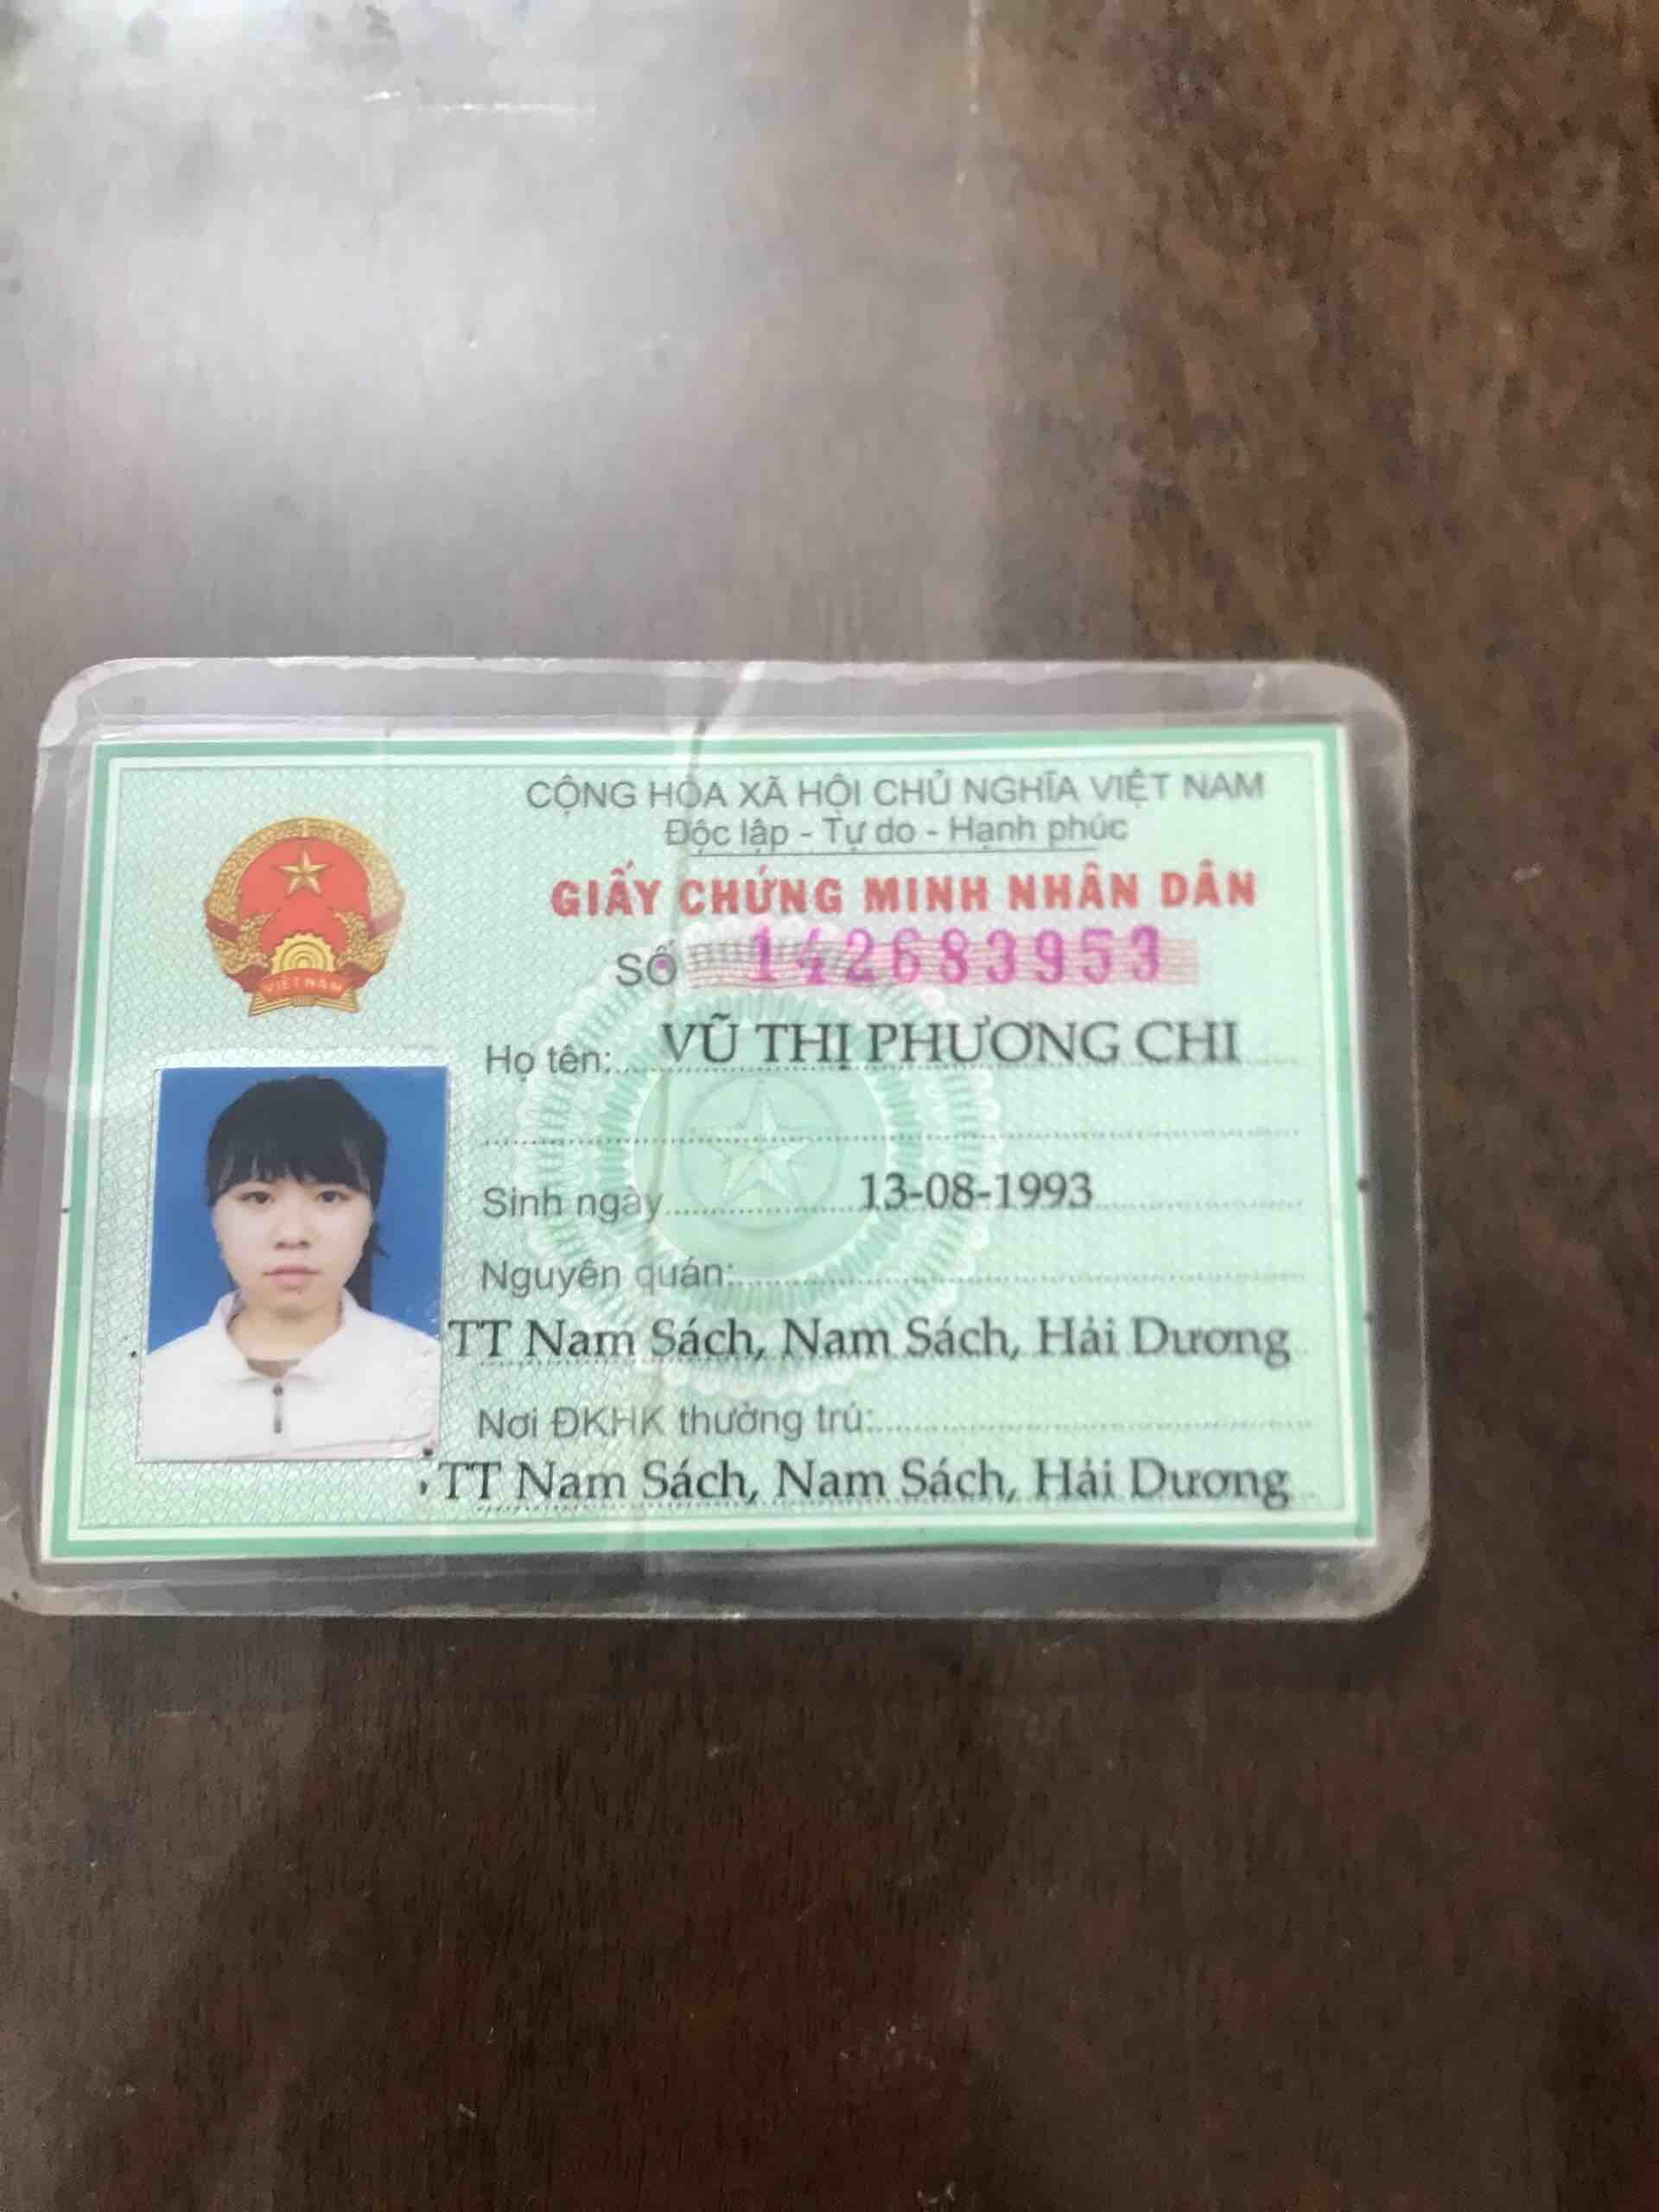 CỘNG HÒA XÃ HỘI CHỦ NGHĨA VIỆT NAM
Độc lập - Tự do - Hạnh phúc
GIẤY CHỨNG MINH NHÂN DÂN
SỐ 142683953
VIỆT NAM
Họ tên: VŨ THỊ PHƯƠNG CHI
Sinh ngày 13-08-1993
Nguyên quán:
TT Nam Sách, Nam Sách, Hải Dương
Nơi ĐKHK thường trú:
TT Nam Sách, Nam Sách, Hải Dương